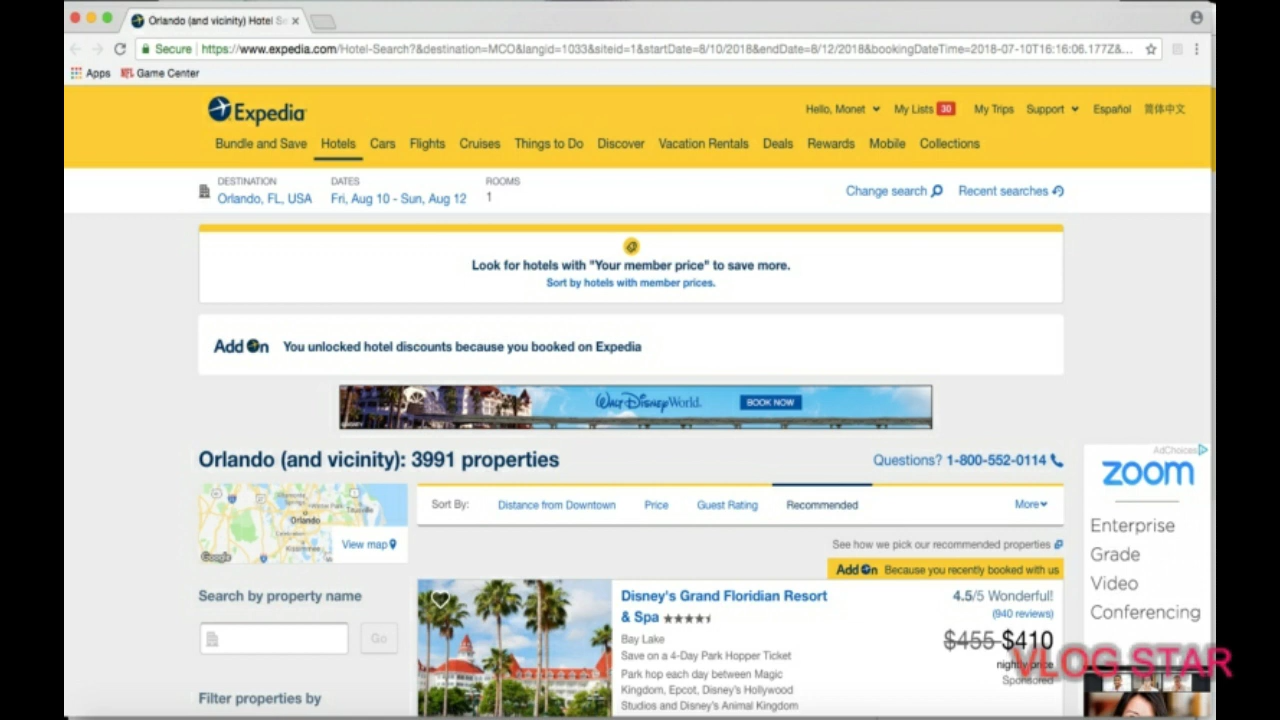 Orlando (and vicinity) Hotel Se
Secure https://www.expedia.com/Hotel-Search?&destination=MCO&langid=1033&siteid=1&startDate=8/10/2018&endDate=8/12/2018&bookingDateTime=2018-07-10T16:16:06.177Z&...
Apps NFL Game Center
Expedia
Hello, Monet My Lists 30 My Trips Support Español 简体中文
Bundle and Save Hotels Cars Flights Cruises Things to Do Discover Vacation Rentals Deals Rewards Mobile Collections
DESTINATION DATES ROOMS
Orlando, FL, USA Fri, Aug 10 - Sun, Aug 12 1
Change search Recent searches
Look for hotels with "Your member price" to save more.
Sort by hotels with member prices.
Add On You unlocked hotel discounts because you booked on Expedia
Walt Disney World. BOOK NOW
Orlando (and vicinity): 3991 properties
Questions? 1-800-552-0114
AdChoices
zoom
Enterprise
Grade
Video
Conferencing
Orlando
Kissimmee
Google
View map
Sort By: Distance from Downtown Price Guest Rating Recommended More
See how we pick our recommended properties
Add On Because you recently booked with us
Search by property name
Go
Filter properties by
Disney's Grand Floridian Resort
& Spa
Bay Lake
Save on a 4-Day Park Hopper Ticket
Park hop each day between Magic
Kingdom, Epcot, Disney's Hollywood
Studios and Disney's Animal Kingdom
4.5/5 Wonderful!
(940 reviews)
$455 $410
nightly price
Sponsored
VLOG STAR